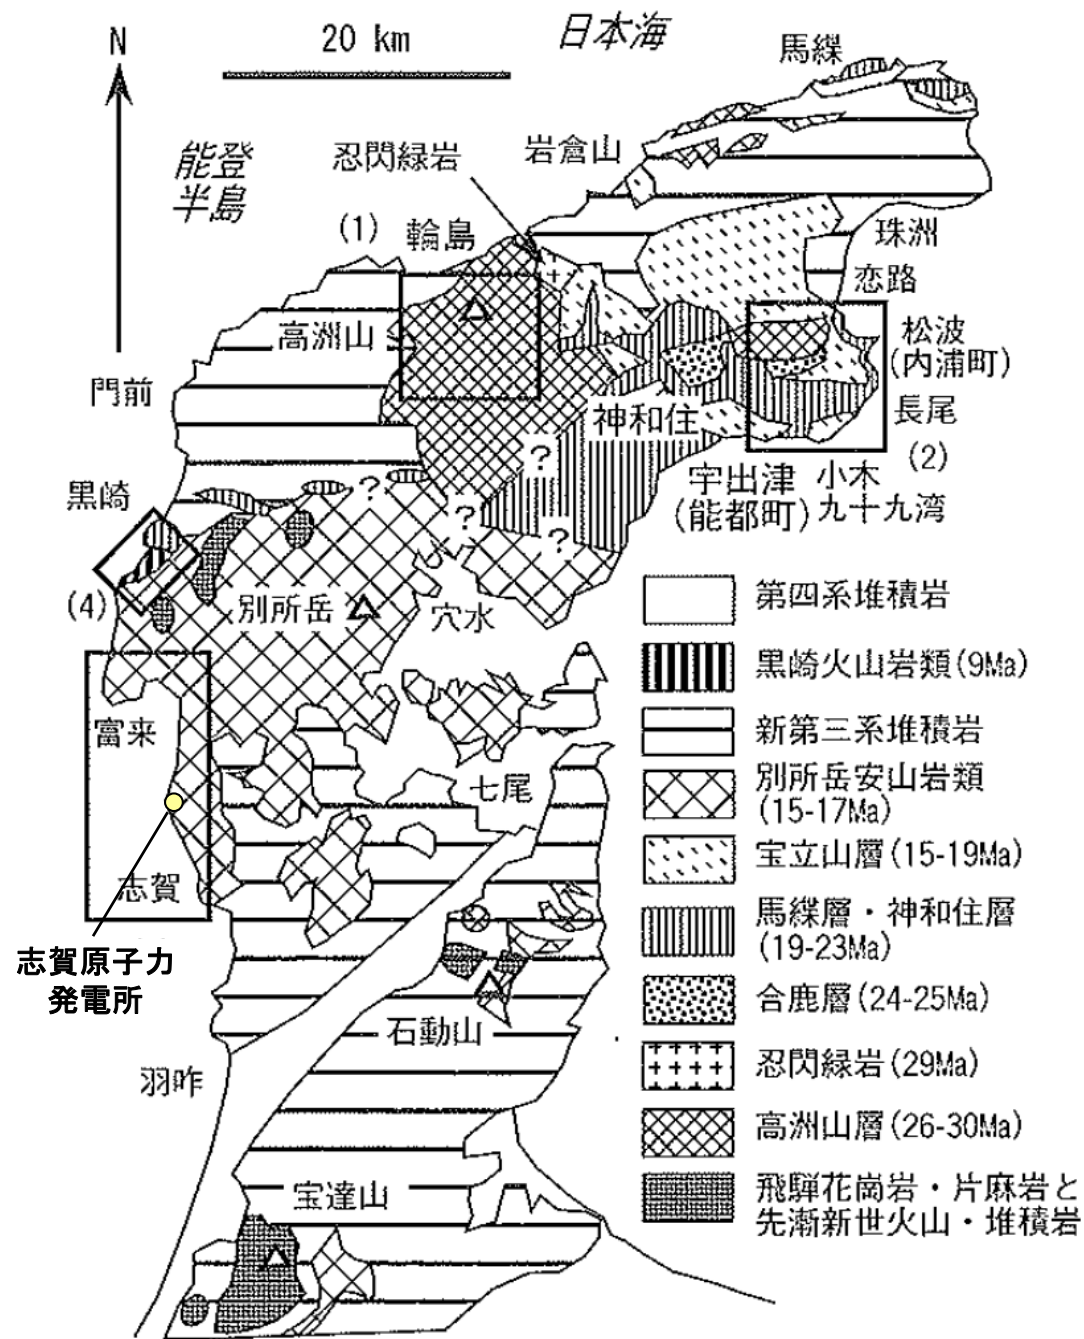 N
20 km
日本海
馬緤
能登
半島
忍閃緑岩
岩倉山
(1)
輪島
珠洲
恋路
高洲山
松波
(内浦町)
門前
長尾
神和住
(2)
?
?
?
?
宇出津
(能都町)
小木
九十九湾
黒崎
(4)
別所岳
穴水
富来
七尾
志賀
志賀原子力
発電所
石動山
羽咋
宝達山
第四系堆積岩
黒崎火山岩類(9Ma)
新第三系堆積岩
別所岳安山岩類
(15-17Ma)
宝立山層(15-19Ma)
馬緤層・神和住層
(19-23Ma)
合鹿層(24-25Ma)
忍閃緑岩(29Ma)
高洲山層(26-30Ma)
飛騨花崗岩・片麻岩と
先漸新世火山・堆積岩